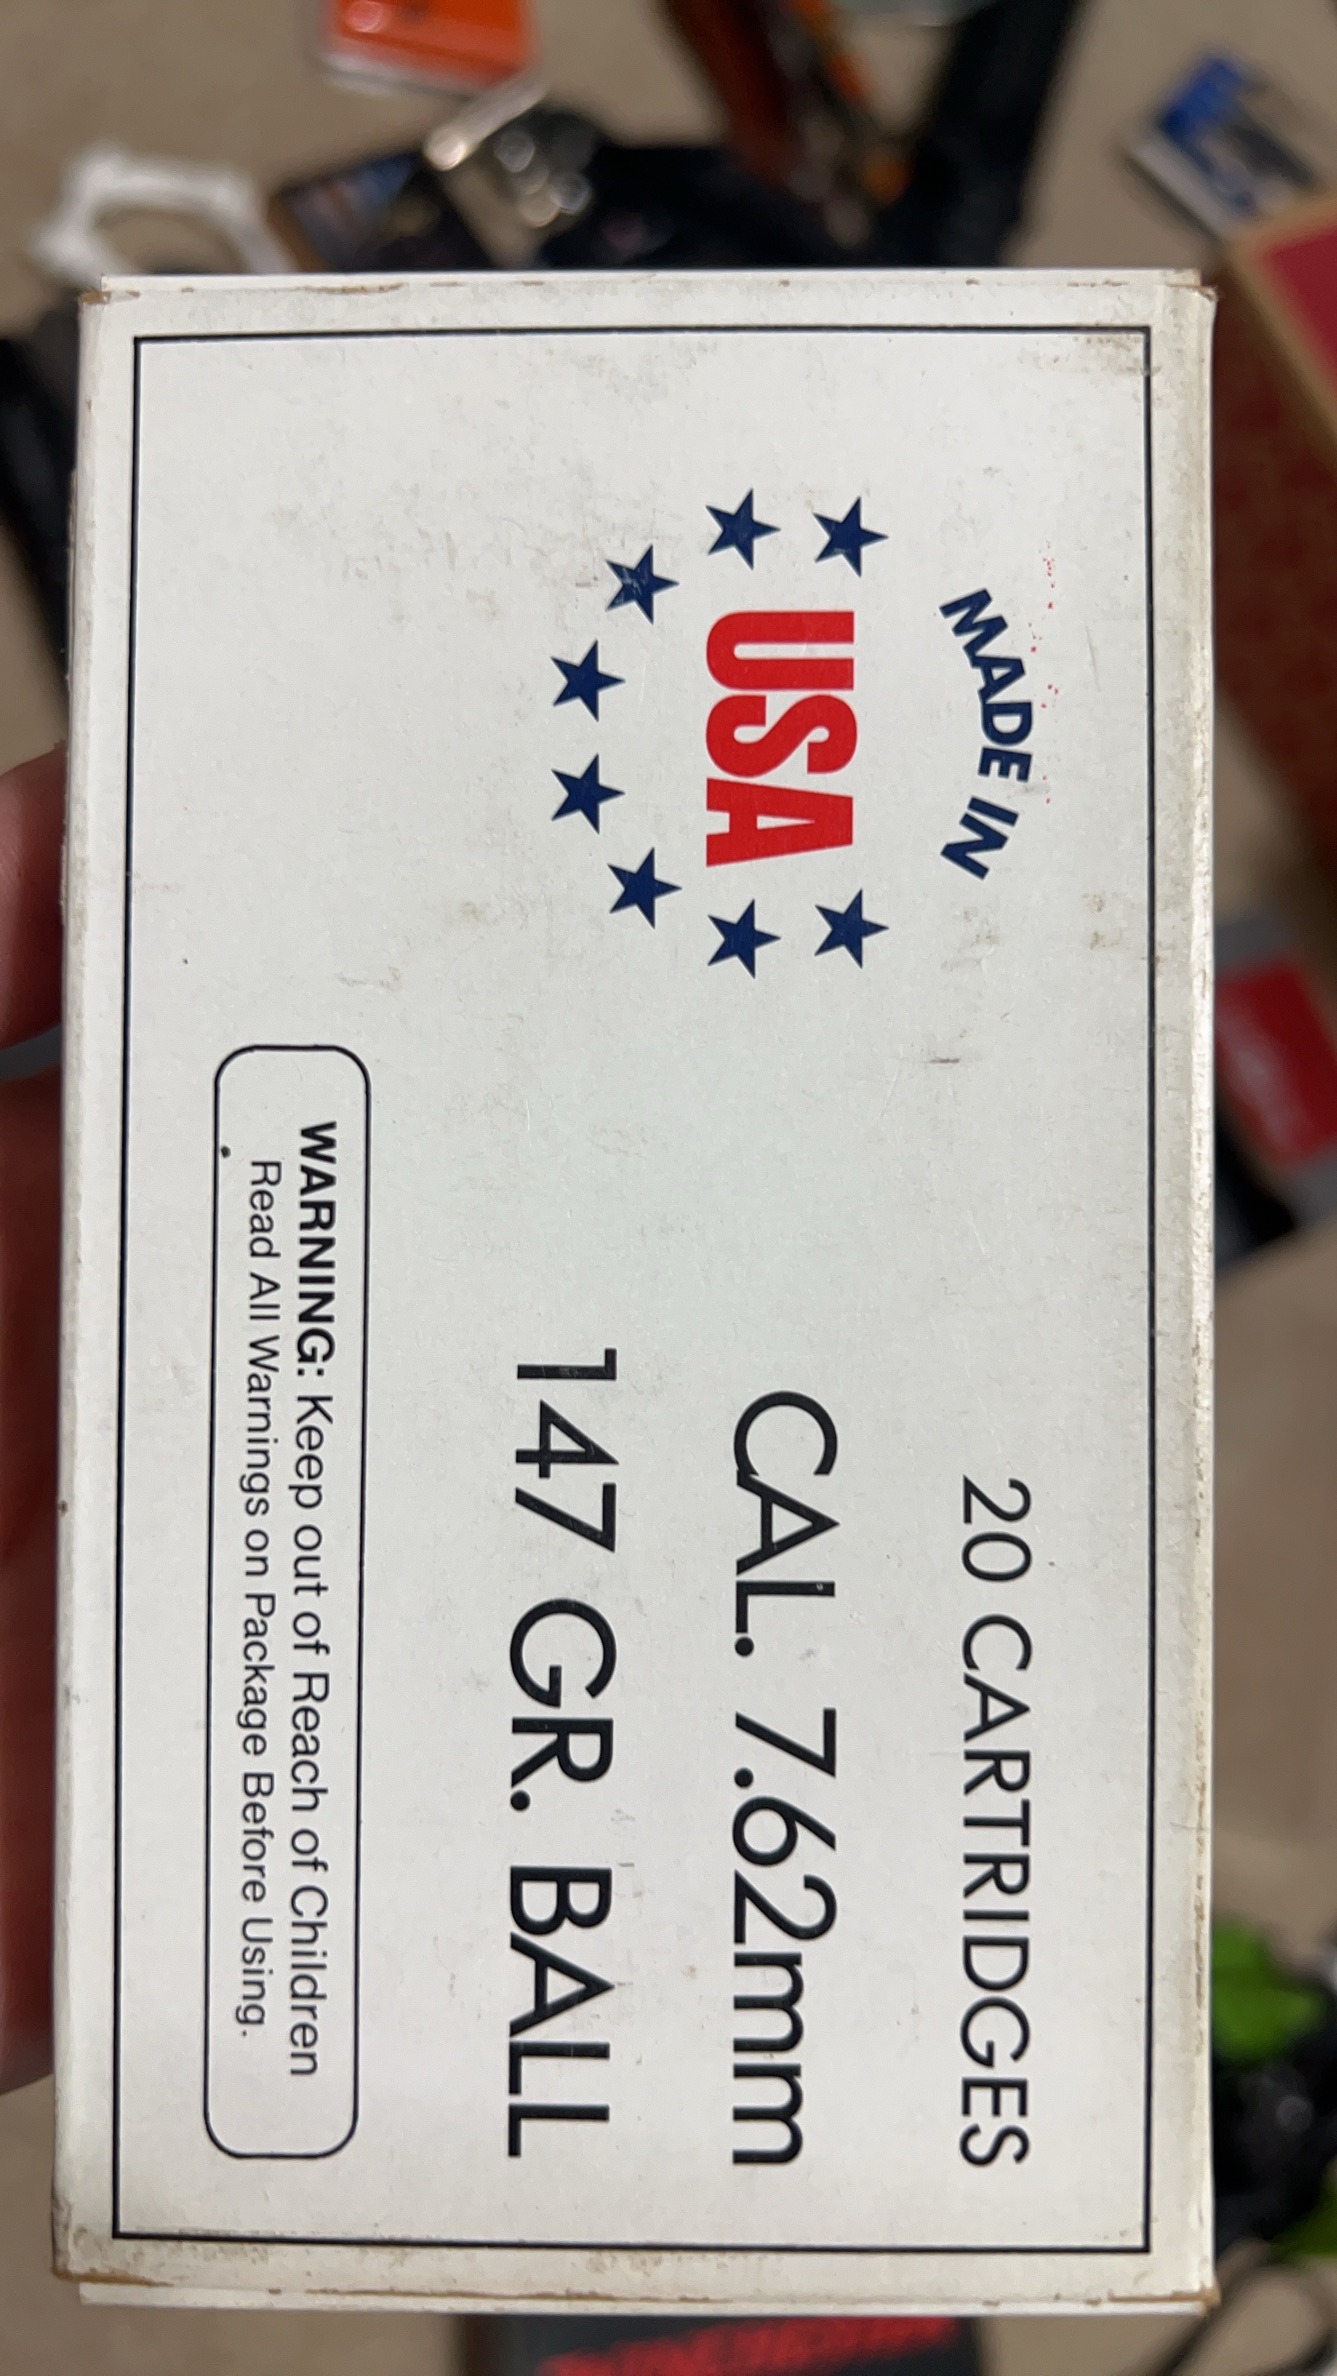 MADE IN
USA
20 CARTRIDGES
CAL. 7.62mm
147 GR. BALL
WARNING: Keep out of Reach of Children
Read All Warnings on Package Before Using.